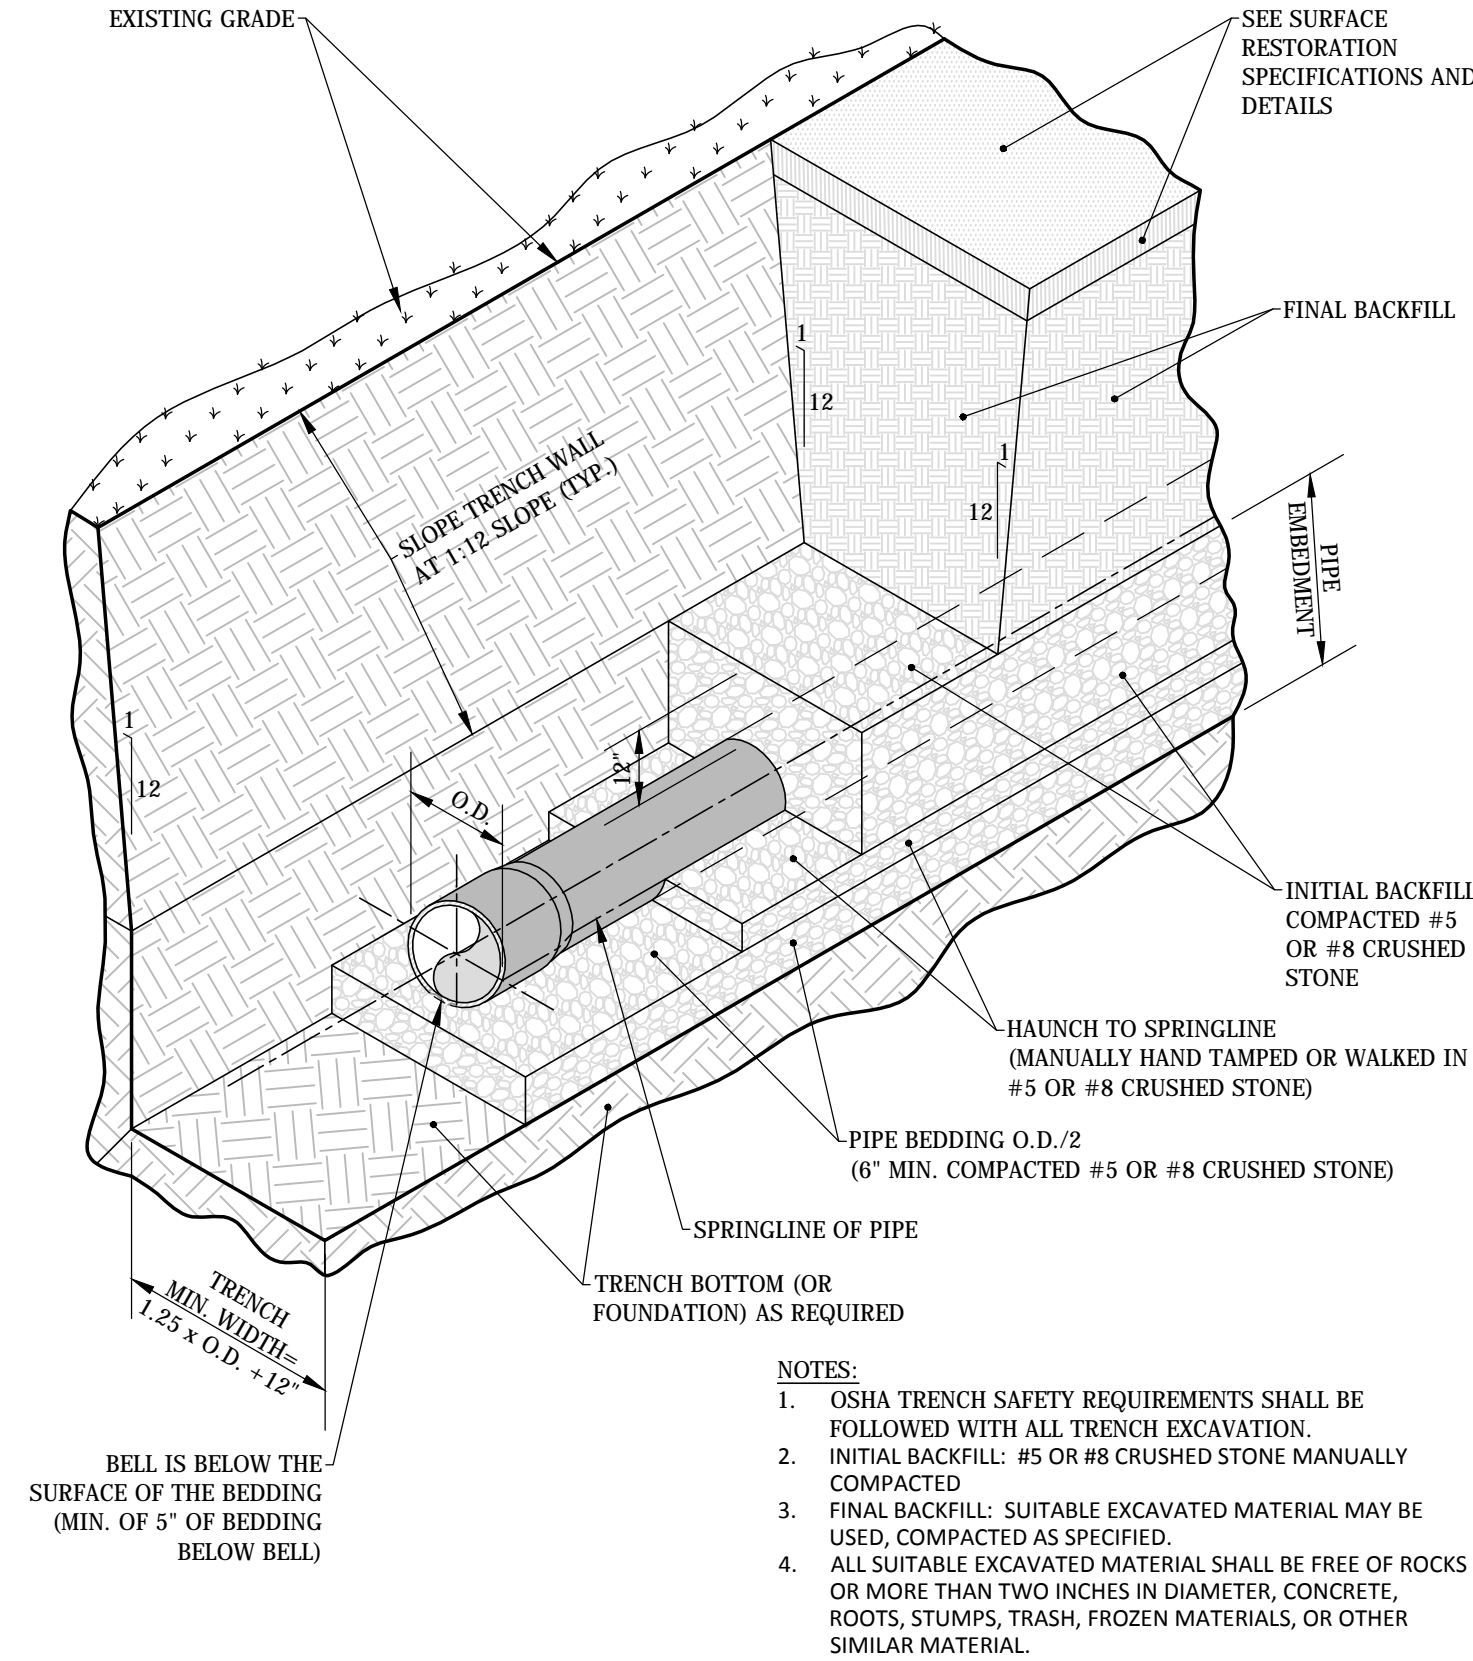 EXISTING GRADE
SEE SURFACE
RESTORATION
SPECIFICATIONS AND
DETAILS
FINAL BACKFILL
1
12
1
12
SLOPE TRENCH WALL
AT 1:12 SLOPE (TYP.)
PIPE
EMBEDMENT
1
12
12"
O.D.
INITIAL BACKFILL
COMPACTED #5
OR #8 CRUSHED
STONE
HAUNCH TO SPRINGLINE
(MANUALLY HAND TAMPED OR WALKED IN
#5 OR #8 CRUSHED STONE)
PIPE BEDDING O.D./2
(6" MIN. COMPACTED #5 OR #8 CRUSHED STONE)
SPRINGLINE OF PIPE
TRENCH BOTTOM (OR
FOUNDATION) AS REQUIRED
TRENCH
MIN. WIDTH=
1.25 x O.D. +12"
BELL IS BELOW THE
SURFACE OF THE BEDDING
(MIN. OF 5" OF BEDDING
BELOW BELL)
NOTES:
1. OSHA TRENCH SAFETY REQUIREMENTS SHALL BE
FOLLOWED WITH ALL TRENCH EXCAVATION.
2. INITIAL BACKFILL: #5 OR #8 CRUSHED STONE MANUALLY
COMPACTED
3. FINAL BACKFILL: SUITABLE EXCAVATED MATERIAL MAY BE
USED, COMPACTED AS SPECIFIED.
4. ALL SUITABLE EXCAVATED MATERIAL SHALL BE FREE OF ROCKS
OR MORE THAN TWO INCHES IN DIAMETER, CONCRETE,
ROOTS, STUMPS, TRASH, FROZEN MATERIALS, OR OTHER
SIMILAR MATERIAL.